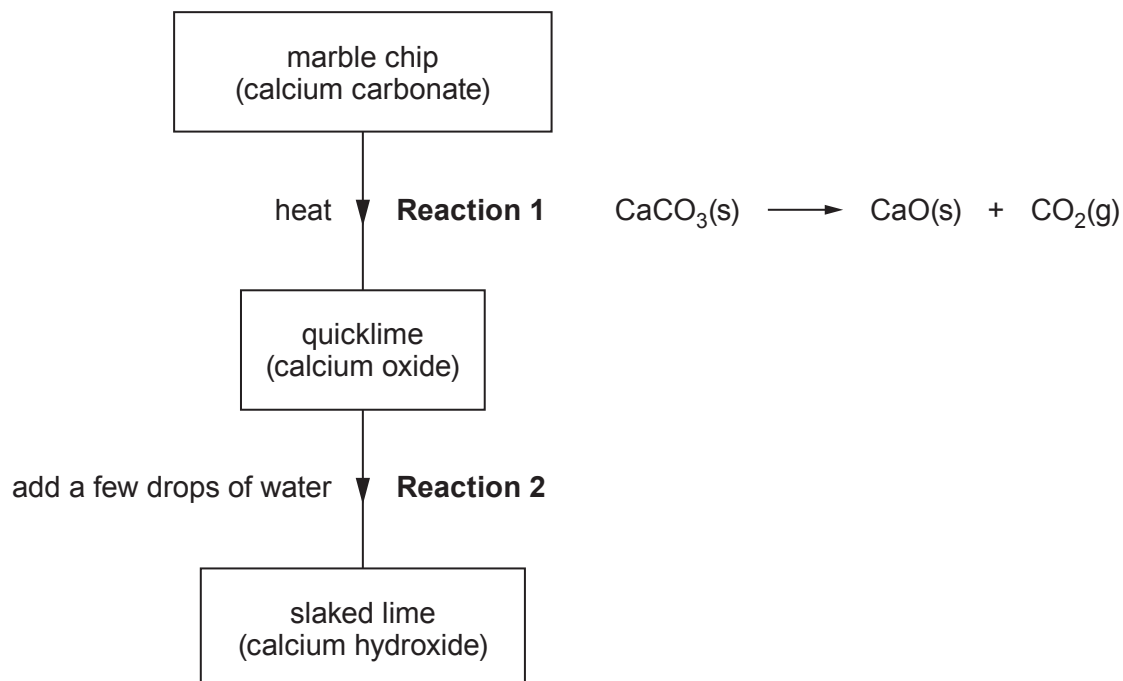 marble chip
(calcium carbonate)
heat Reaction 1 CaCO₃(s) ⟶ CaO(s) + CO₂(g)
quicklime
(calcium oxide)
add a few drops of water Reaction 2
slaked lime
(calcium hydroxide)